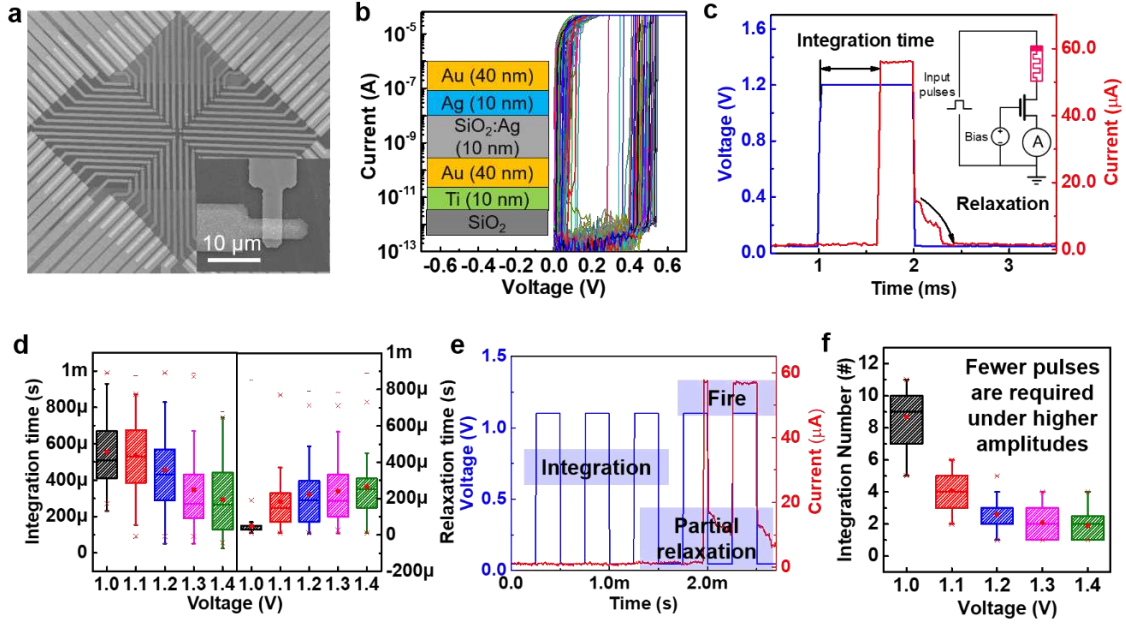 a
10 μm
b
Current (A)
10-5
10-7
10-9
10-11
10-13
Au (40 nm)
Ag (10 nm)
SiO2:Ag
(10 nm)
Au (40 nm)
Ti (10 nm)
SiO2
-0.6 -0.4 -0.2 0.0 0.2 0.4 0.6
Voltage (V)
c
Voltage (V)
1.6
1.2
0.8
0.4
0.0
Integration time
Input
pulses
Bias
A
Relaxation
60.0
40.0
20.0
0.0
Current (μA)
1 2 3
Time (ms)
d
Integration time (s)
1m
800μ
600μ
400μ
200μ
0
1m
800μ
600μ
400μ
200μ
0
-200μ
Relaxation time (s)
1.0 1.1 1.2 1.3 1.4 1.0 1.1 1.2 1.3 1.4
Voltage (V)
e
Voltage (V)
1.5
1.0
0.5
0.0
Integration
Fire
Partial
relaxation
60
40
20
0
Current (μA)
0.0 1.0m 2.0m
Time (s)
f
Integration Number (#)
12
10
8
6
4
2
0
Fewer pulses
are required
under higher
amplitudes
1.0 1.1 1.2 1.3 1.4
Voltage (V)